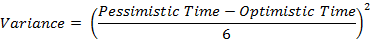 Variance = (Pessimistic Time − Optimistic Time / 6)²